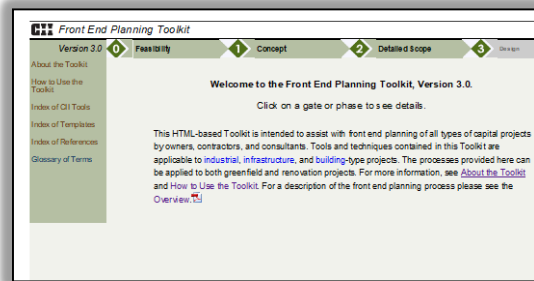 CII Front End Planning Toolkit
Version 3.0 0 Feasibility 1 Concept 2 Detailed Scope 3 Design
About the Toolkit
How to Use the
Toolkit
Index of CII Tools
Index of Templates
Index of References
Glossary of Terms
Welcome to the Front End Planning Toolkit, Version 3.0.
Click on a gate or phase to see details.
This HTML-based Toolkit is intended to assist with front end planning of all types of capital projects
by owners, contractors, and consultants. Tools and techniques contained in this Toolkit are
applicable to industrial, infrastructure, and building-type projects. The processes provided here can
be applied to both greenfield and renovation projects. For more information, see About the Toolkit
and How to Use the Toolkit. For a description of the front end planning process please see the
Overview.